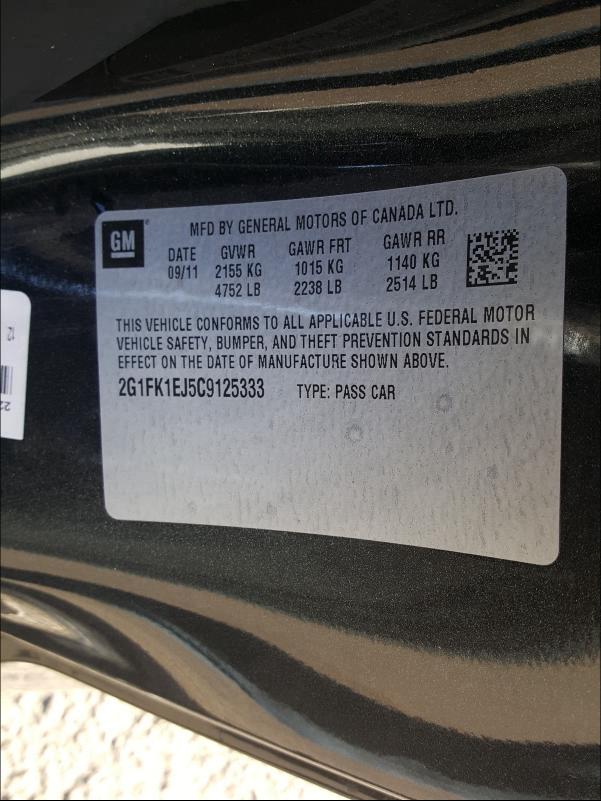 GM
MFD BY GENERAL MOTORS OF CANADA LTD.
DATE GVWR GAWR FRT GAWR RR
09/11 2155 KG 1015 KG 1140 KG
4752 LB 2238 LB 2514 LB
THIS VEHICLE CONFORMS TO ALL APPLICABLE U.S. FEDERAL MOTOR
VEHICLE SAFETY, BUMPER, AND THEFT PREVENTION STANDARDS IN
EFFECT ON THE DATE OF MANUFACTURE SHOWN ABOVE.
2G1FK1EJ5C9125333 TYPE: PASS CAR
12